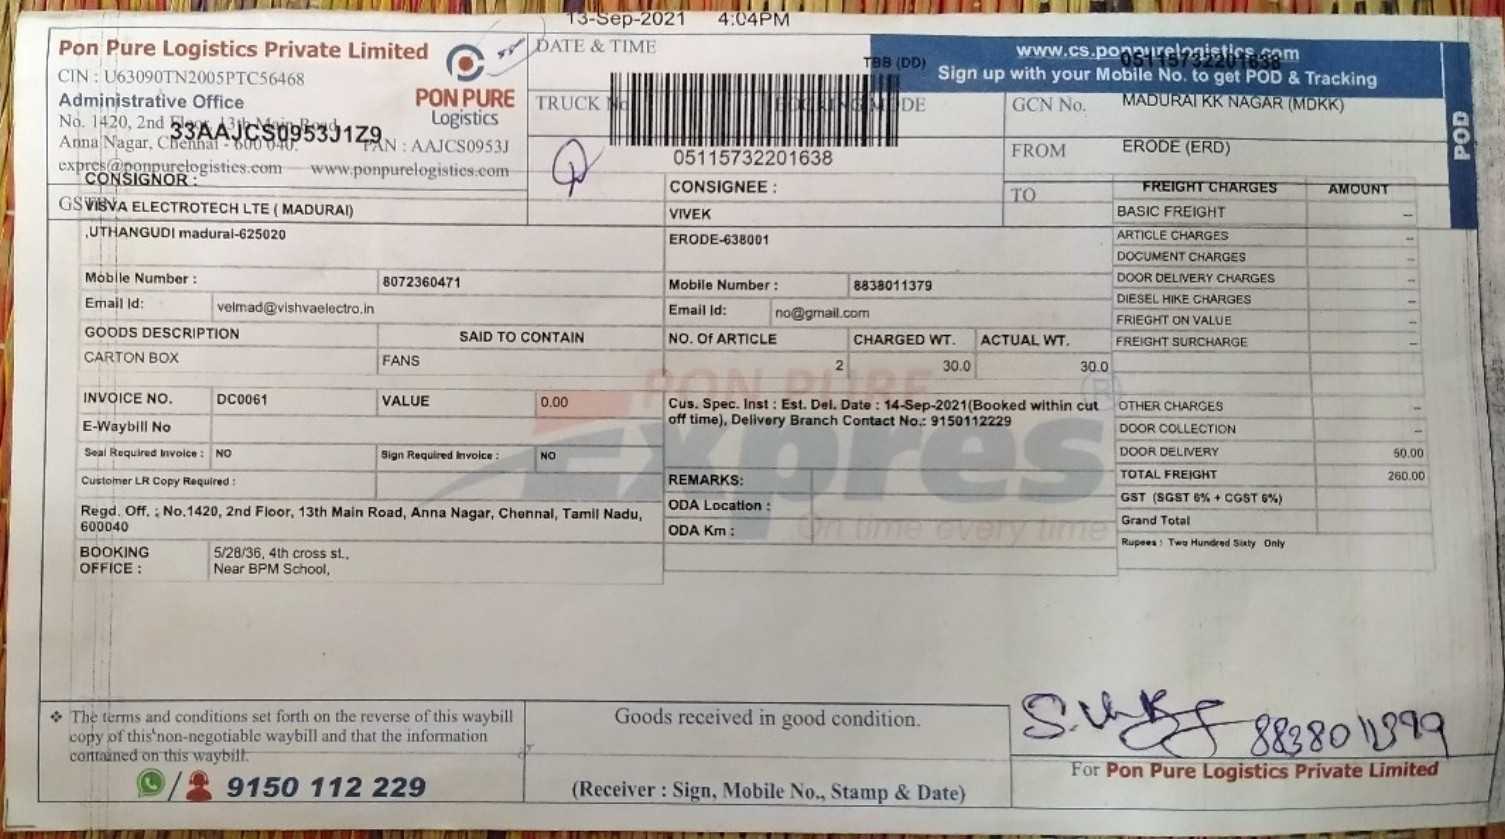 13-Sep-2021 4:04PM
Pon Pure Logistics Private Limited
CIN : U63090TN2005PTC56468
Administrative Office
No. 1420, 2nd Floor, 13th Main Road,
Anna Nagar, Chennai - 600 040.
33AAJCS0953J1Z9
PAN : AAJCS0953J
expres@ponpurelogistics.com www.ponpurelogistics.com
PON PURE
Logistics
DATE & TIME
TRUCK No
BOOKING MODE
TBB (DD)
05115732201638
www.cs.ponpurelogistics.com
05115732201638
Sign up with your Mobile No. to get POD & Tracking
POD
GCN No. MADURAI KK NAGAR (MDKK)
FROM ERODE (ERD)
TO
CONSIGNOR :
VISVA ELECTROTECH LTE ( MADURAI)
,UTHANGUDI madurai-625020
Mobile Number : 8072360471
Email Id: velmad@vishvaelectro.in
GOODS DESCRIPTION SAID TO CONTAIN
CARTON BOX FANS
INVOICE NO. DC0061 VALUE 0.00
E-Waybill No
Seal Required Invoice : NO Sign Required Invoice : NO
Customer LR Copy Required :
Regd. Off. : No.1420, 2nd Floor, 13th Main Road, Anna Nagar, Chennai, Tamil Nadu,
600040
BOOKING OFFICE : 5/28/36, 4th cross st.,
Near BPM School,
CONSIGNEE :
VIVEK
ERODE-638001
Mobile Number : 8838011379
Email Id: no@gmail.com
NO. Of ARTICLE CHARGED WT. ACTUAL WT.
2 30.0 30.0
PON PURE
Expres
On time every time
Cus. Spec. Inst : Est. Del. Date : 14-Sep-2021(Booked within cut
off time), Delivery Branch Contact No.: 9150112229
REMARKS:
ODA Location :
ODA Km :
FREIGHT CHARGES AMOUNT
BASIC FREIGHT --
ARTICLE CHARGES --
DOCUMENT CHARGES --
DOOR DELIVERY CHARGES --
DIESEL HIKE CHARGES --
FRIEGHT ON VALUE --
FREIGHT SURCHARGE --
OTHER CHARGES --
DOOR COLLECTION --
DOOR DELIVERY 50.00
TOTAL FREIGHT 260.00
GST (SGST 6% + CGST 6%)
Grand Total
Rupees : Two Hundred Sixty Only
❖ The terms and conditions set forth on the reverse of this waybill
copy of this non-negotiable waybill and that the information
contained on this waybill.
/ 9150 112 229
Goods received in good condition.
(Receiver : Sign, Mobile No., Stamp & Date)
For Pon Pure Logistics Private Limited